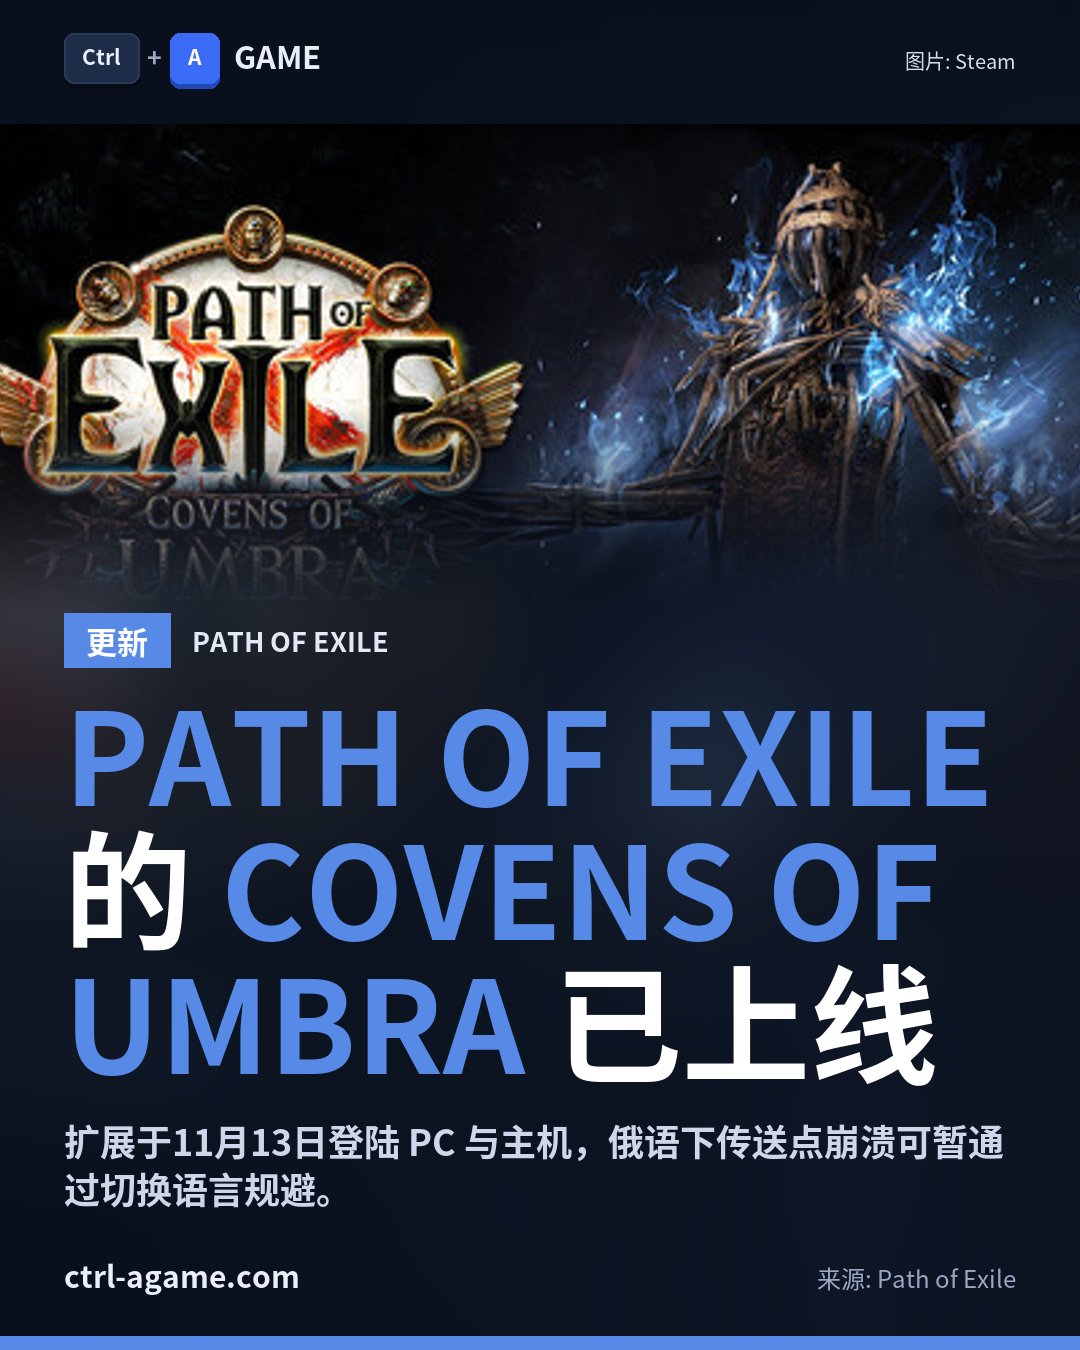 Ctrl + A GAME
图片: Steam
PATH OF
EXILE
COVENS OF
UMBRA
更新 PATH OF EXILE
PATH OF EXILE
的 COVENS OF
UMBRA 已上线
扩展于11月13日登陆 PC 与主机，俄语下传送点崩溃可暂通
过切换语言规避。
ctrl-agame.com
来源: Path of Exile